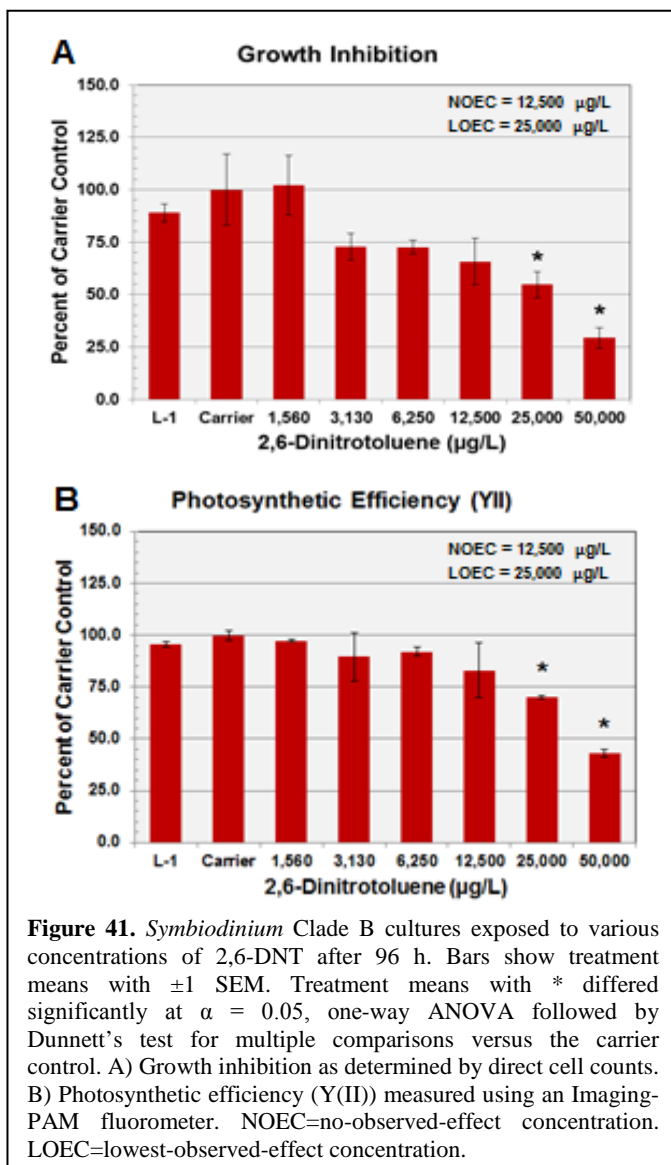 A
Growth Inhibition
NOEC = 12,500 µg/L
LOEC = 25,000 µg/L
Percent of Carrier Control
150.0
125.0
100.0
75.0
50.0
25.0
0.0
*
*
L-1 Carrier 1,560 3,130 6,250 12,500 25,000 50,000
2,6-Dinitrotoluene (µg/L)
B
Photosynthetic Efficiency (YII)
NOEC = 12,500 µg/L
LOEC = 25,000 µg/L
Percent of Carrier Control
150.0
125.0
100.0
75.0
50.0
25.0
0.0
*
*
L-1 Carrier 1,560 3,130 6,250 12,500 25,000 50,000
2,6-Dinitrotoluene (µg/L)
Figure 41. Symbiodinium Clade B cultures exposed to various
concentrations of 2,6-DNT after 96 h. Bars show treatment
means with ±1 SEM. Treatment means with * differed
significantly at α = 0.05, one-way ANOVA followed by
Dunnett’s test for multiple comparisons versus the carrier
control. A) Growth inhibition as determined by direct cell counts.
B) Photosynthetic efficiency (Y(II)) measured using an Imaging-
PAM fluorometer. NOEC=no-observed-effect concentration.
LOEC=lowest-observed-effect concentration.